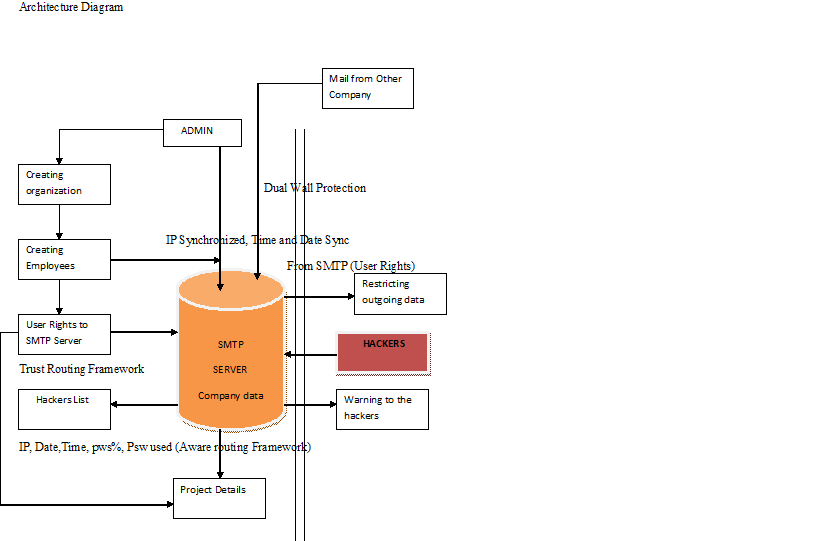 Architecture Diagram
Mail from Other
Company
ADMIN
Creating
organization
Dual Wall Protection
IP Synchronized, Time and Date Sync
Creating
Employees
From SMTP (User Rights)
Restricting
outgoing data
User Rights to
SMTP Server
SMTP
SERVER
Company data
HACKERS
Trust Routing Framework
Hackers List
Warning to the
hackers
IP, Date,Time, pws%, Psw used (Aware routing Framework)
Project Details